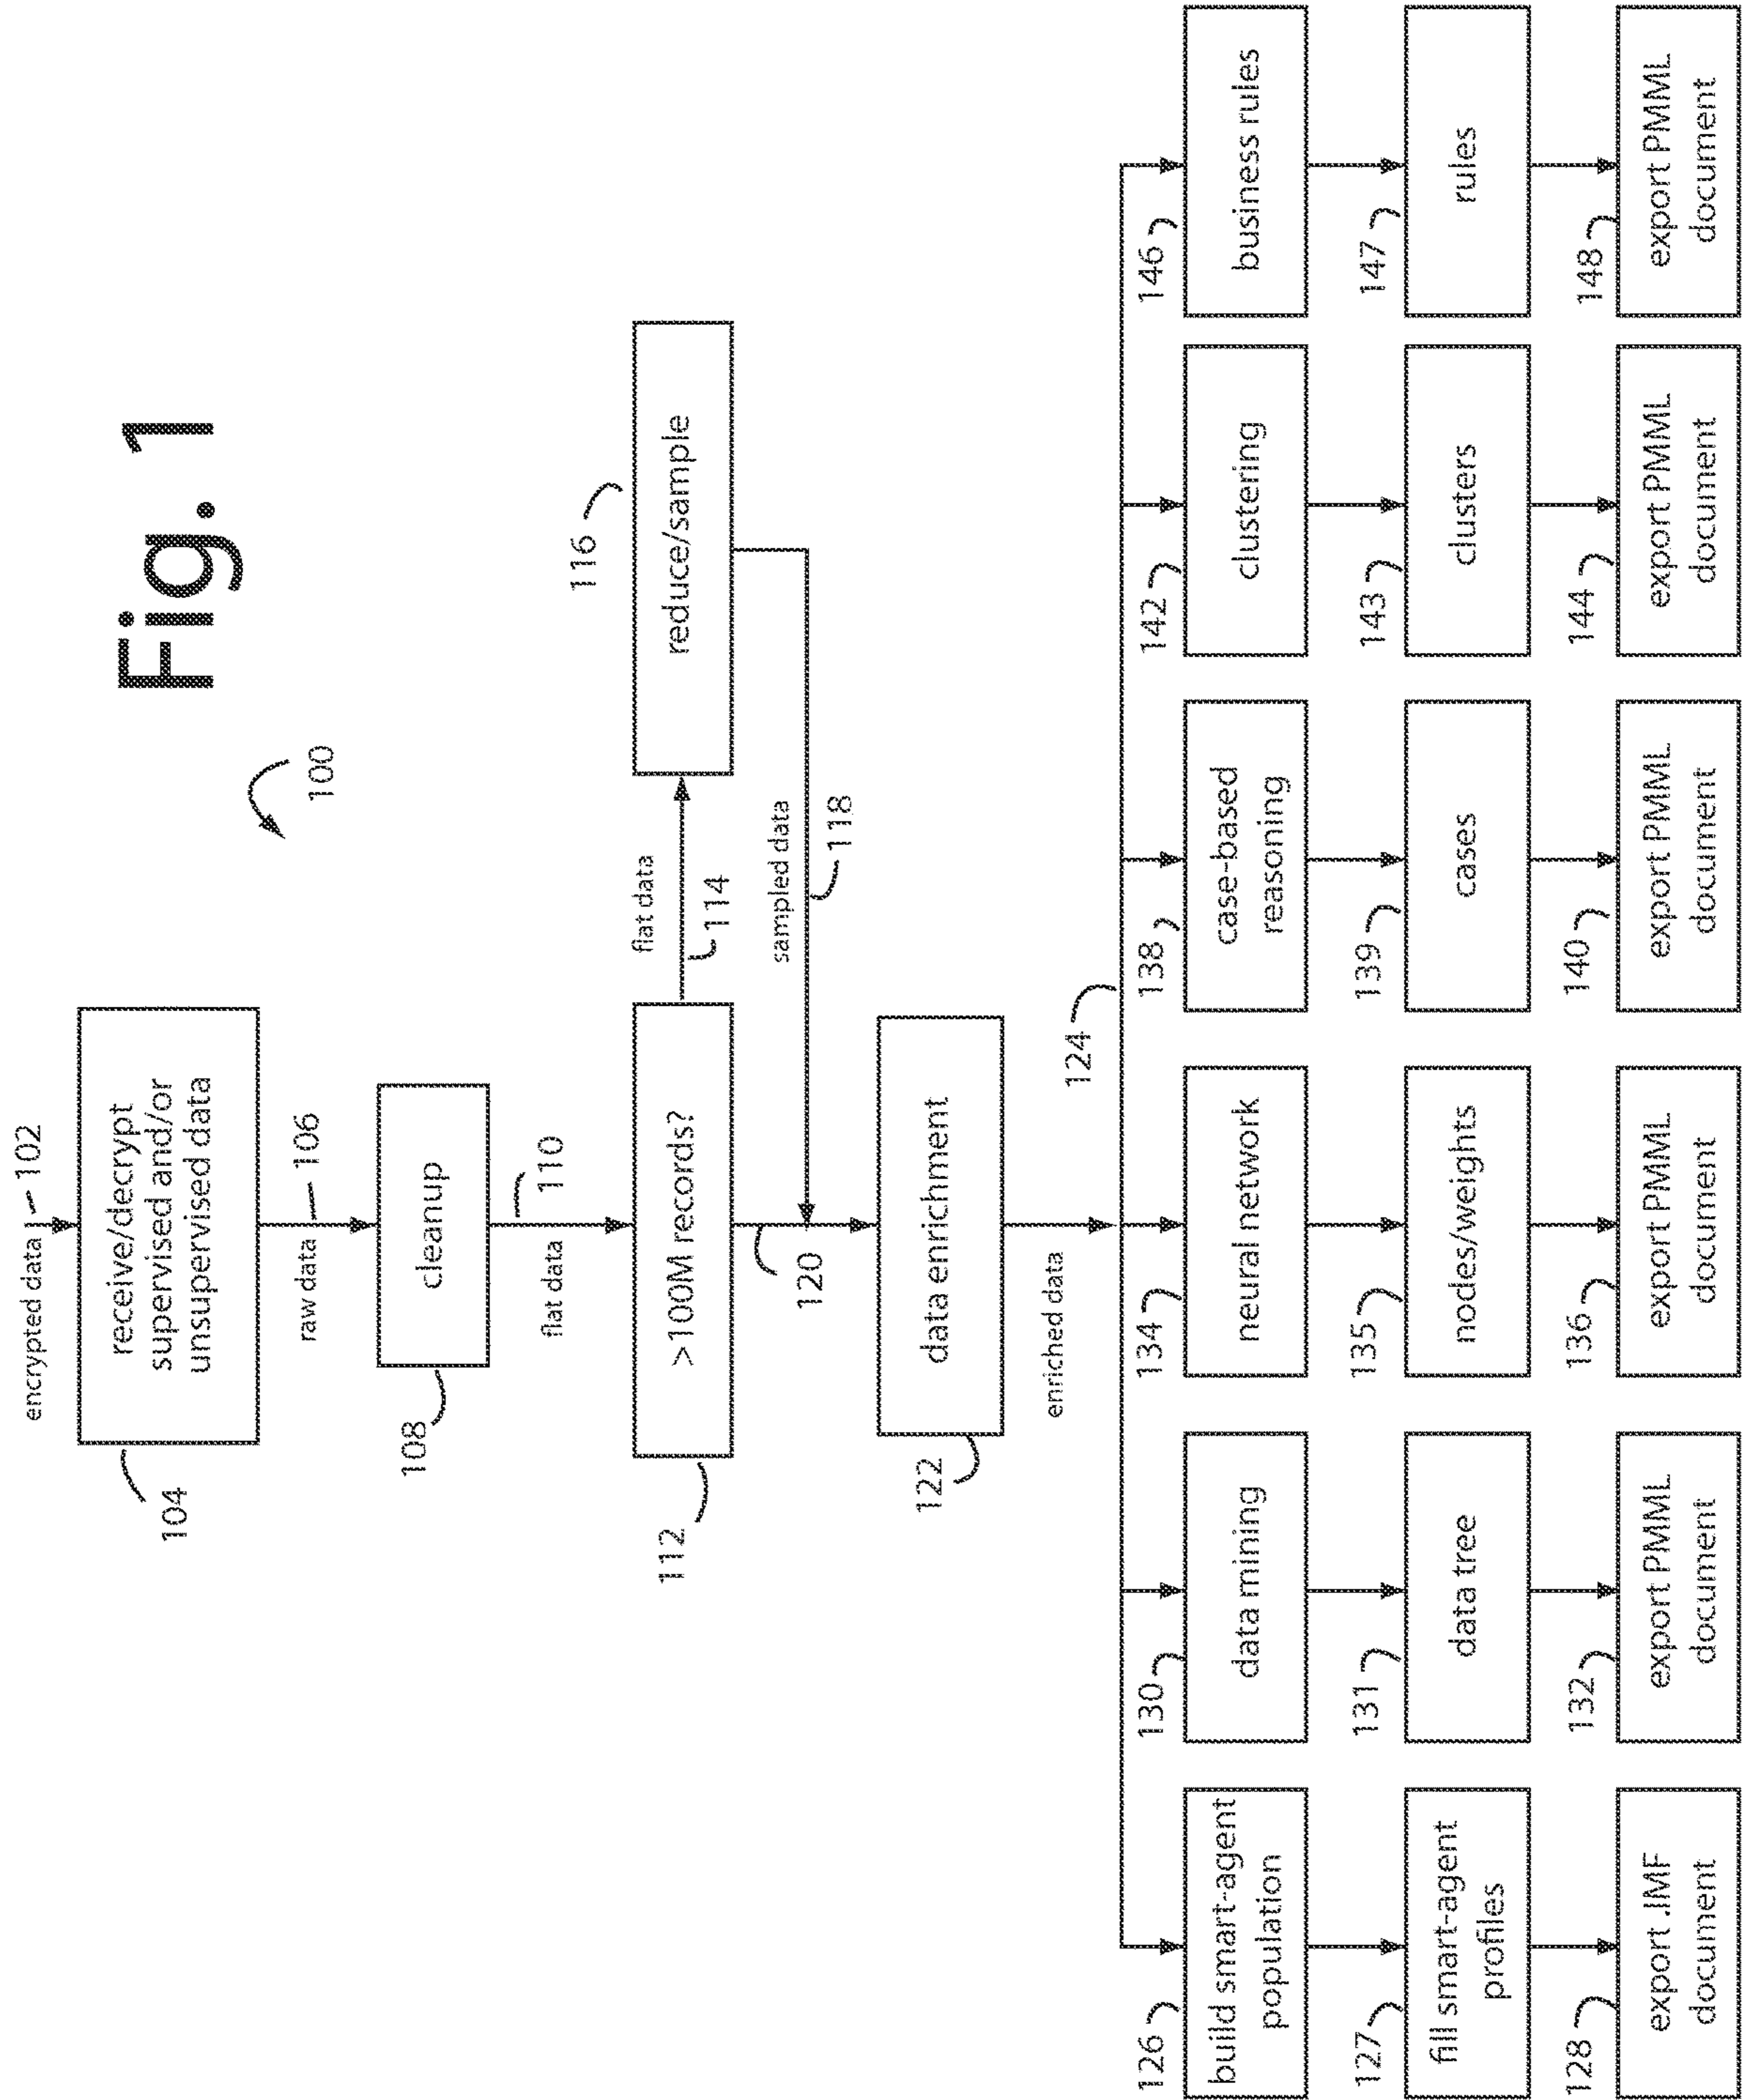 Fig. 1
100
encrypted data
102
receive/decrypt
supervised and/or
unsupervised data
104
raw data
106
cleanup
108
flat data
110
>100M records?
112
flat data
114
reduce/sample
116
sampled data
118
120
data enrichment
122
enriched data
124
126
build smart-agent
population
130
data mining
134
neural network
138
case-based
reasoning
142
clustering
146
business rules
127
fill smart-agent
profiles
131
data tree
135
nodes/weights
139
cases
143
clusters
147
rules
128
export .IMF
document
132
export PMML
document
136
export PMML
document
140
export PMML
document
144
export PMML
document
148
export PMML
document